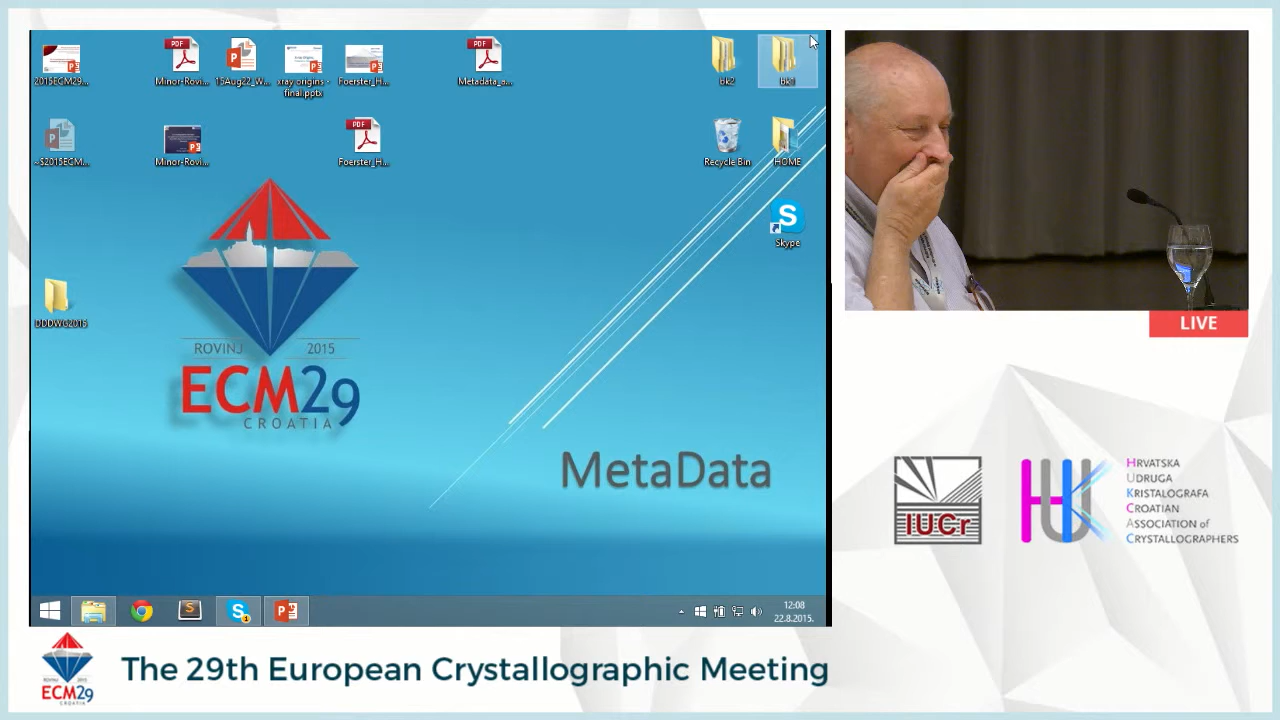 2015ECM29...
Minor-Rovi...
15Aug22_W...
xray origins -
final.pptx
Foerster_H...
Metadata_a...
bk2
bk1
~$2015ECM...
Minor-Rovi...
Foerster_H...
Recycle Bin
HOME
Skype
DDDWG2015
ROVINJ 2015
ECM29
CROATIA
MetaData
12:08
22.8.2015.
LIVE
IUCr
HUK
HRVATSKA
UDRUGA
KRISTALOGRAFA
CROATIAN
ASSOCIATION of
CRYSTALLOGRAPHERS
ECM29
CROATIA
The 29th European Crystallographic Meeting